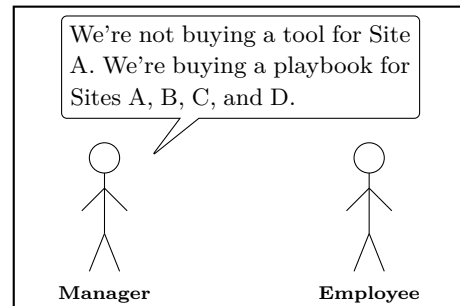 We're not buying a tool for Site
A. We're buying a playbook for
Sites A, B, C, and D.
Manager
Employee